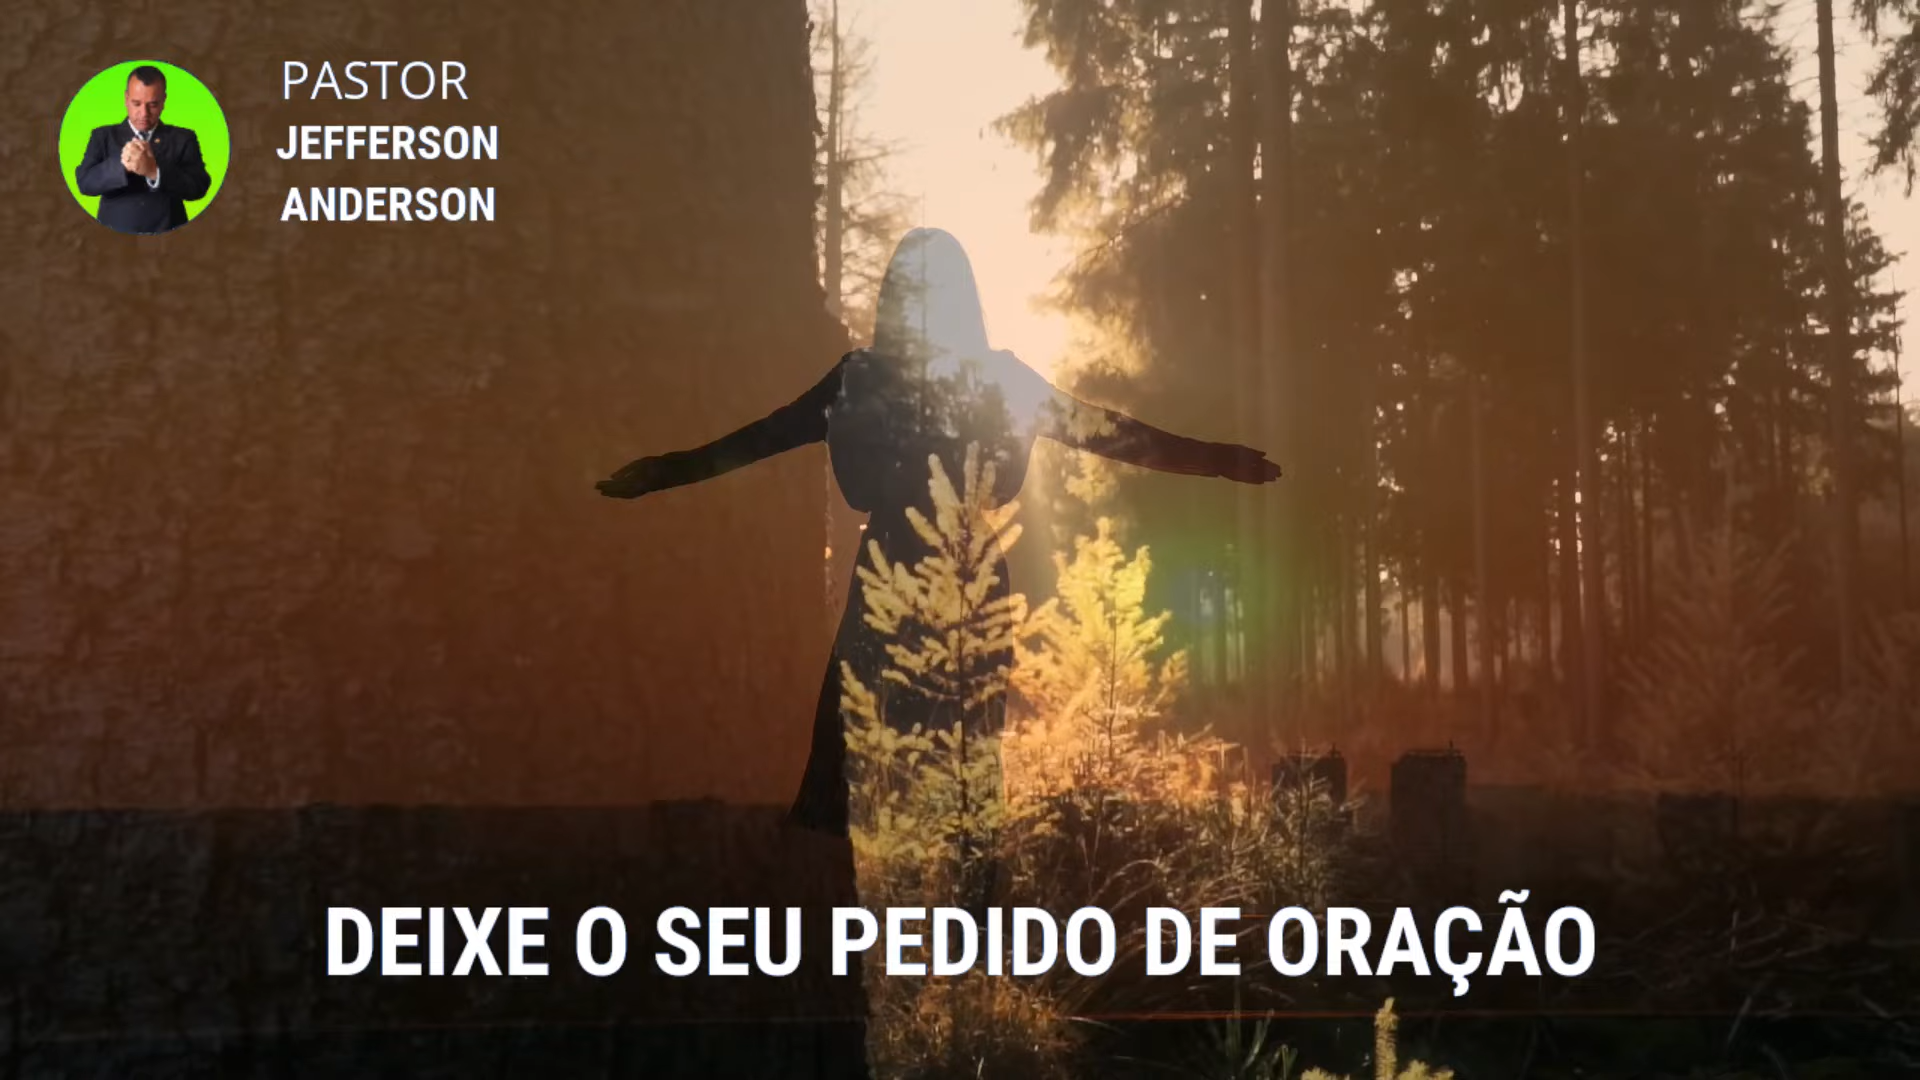 PASTOR
JEFFERSON
ANDERSON
DEIXE O SEU PEDIDO DE ORAÇÃO